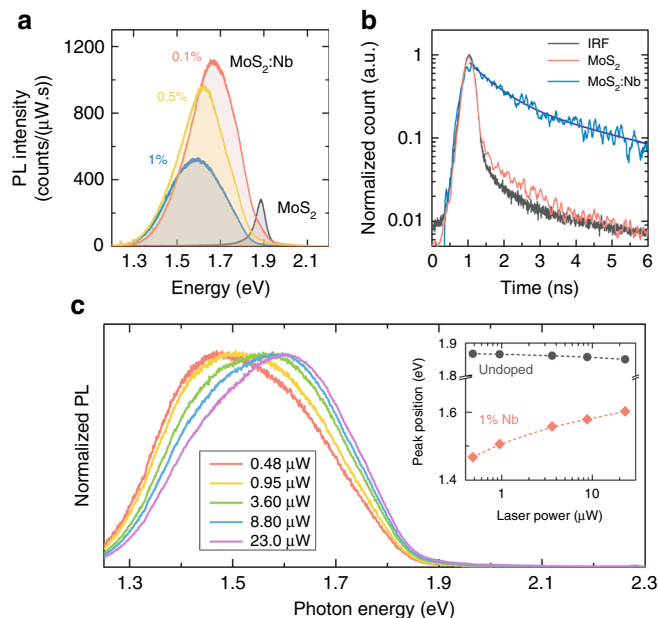 a
1200
900
600
300
0
PL intensity
(counts/(μW.s)
0.1%
MoS2:Nb
0.5%
1%
MoS2
1.3 1.5 1.7 1.9 2.1
Energy (eV)
b
1
0.1
0.01
Normalized count (a.u.)
IRF
MoS2
MoS2:Nb
0 1 2 3 4 5 6
Time (ns)
c
Normalized PL
0.48 μW
0.95 μW
3.60 μW
8.80 μW
23.0 μW
1.3 1.5 1.7 1.9 2.1 2.3
Photon energy (eV)
1.9
1.8
1.6
1.4
Peak position (eV)
Undoped
1% Nb
1 10
Laser power (μW)